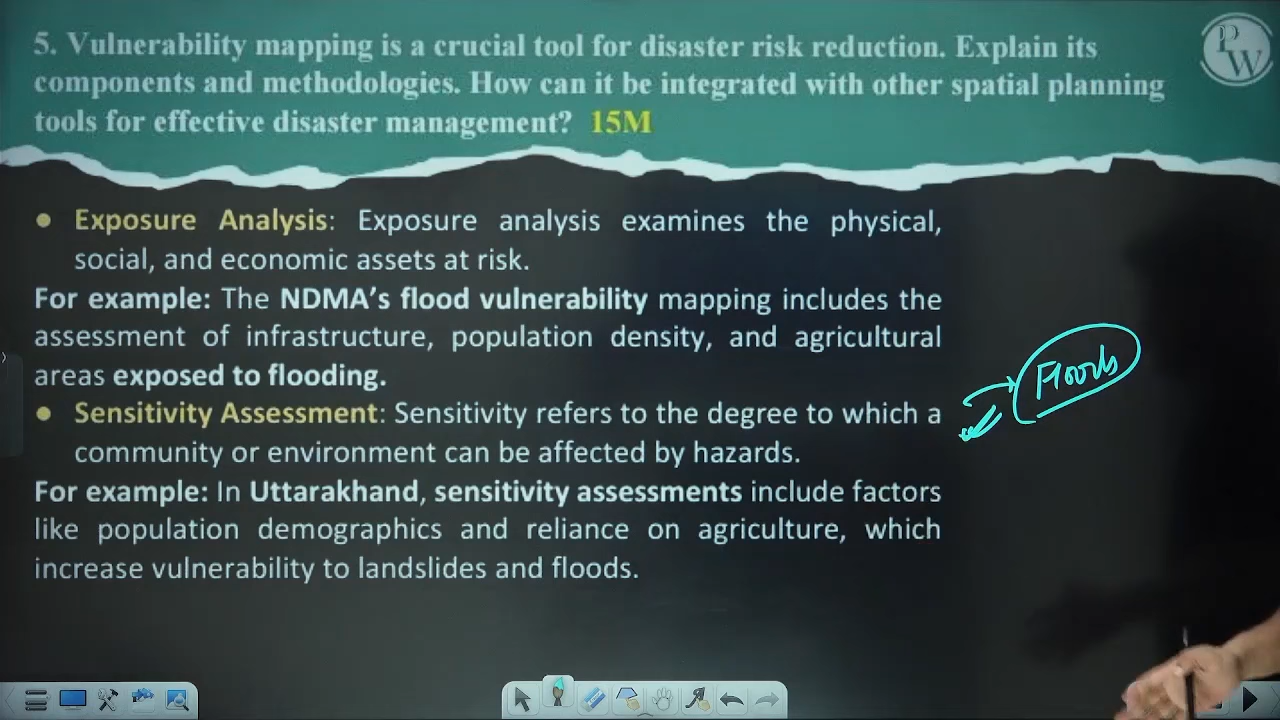 5. Vulnerability mapping is a crucial tool for disaster risk reduction. Explain its
components and methodologies. How can it be integrated with other spatial planning
tools for effective disaster management? 15M
PW
● Exposure Analysis: Exposure analysis examines the physical,
social, and economic assets at risk.
For example: The NDMA's flood vulnerability mapping includes the
assessment of infrastructure, population density, and agricultural
areas exposed to flooding.
● Sensitivity Assessment: Sensitivity refers to the degree to which a
community or environment can be affected by hazards.
For example: In Uttarakhand, sensitivity assessments include factors
like population demographics and reliance on agriculture, which
increase vulnerability to landslides and floods.
Floods